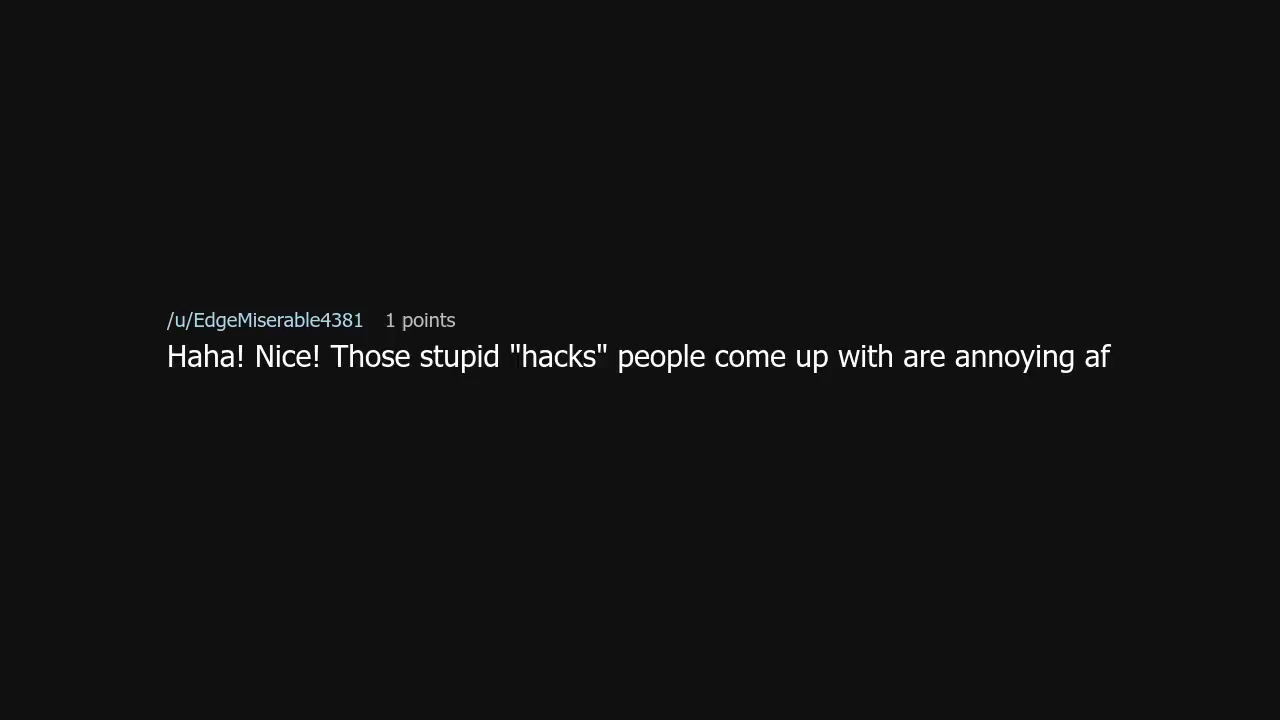 /u/EdgeMiserable4381 1 points
Haha! Nice! Those stupid "hacks" people come up with are annoying af